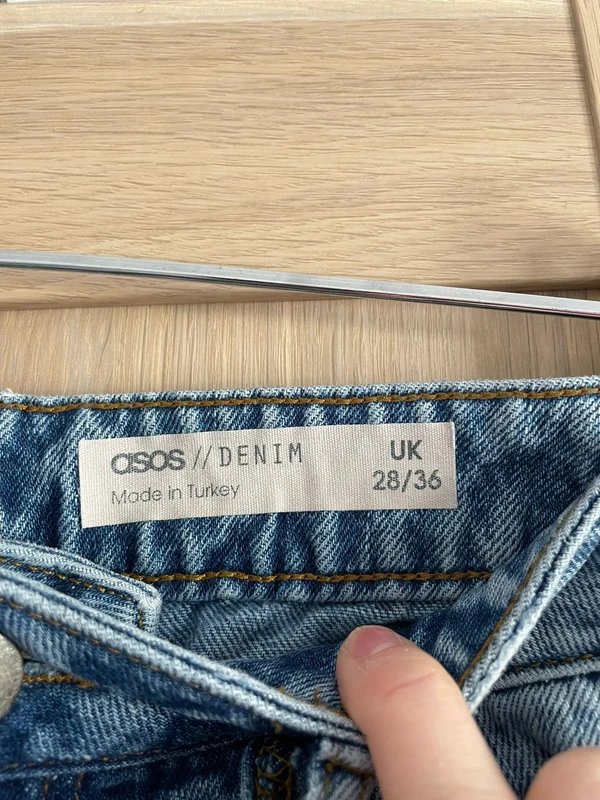 asos // DENIM
Made in Turkey
UK
28/36